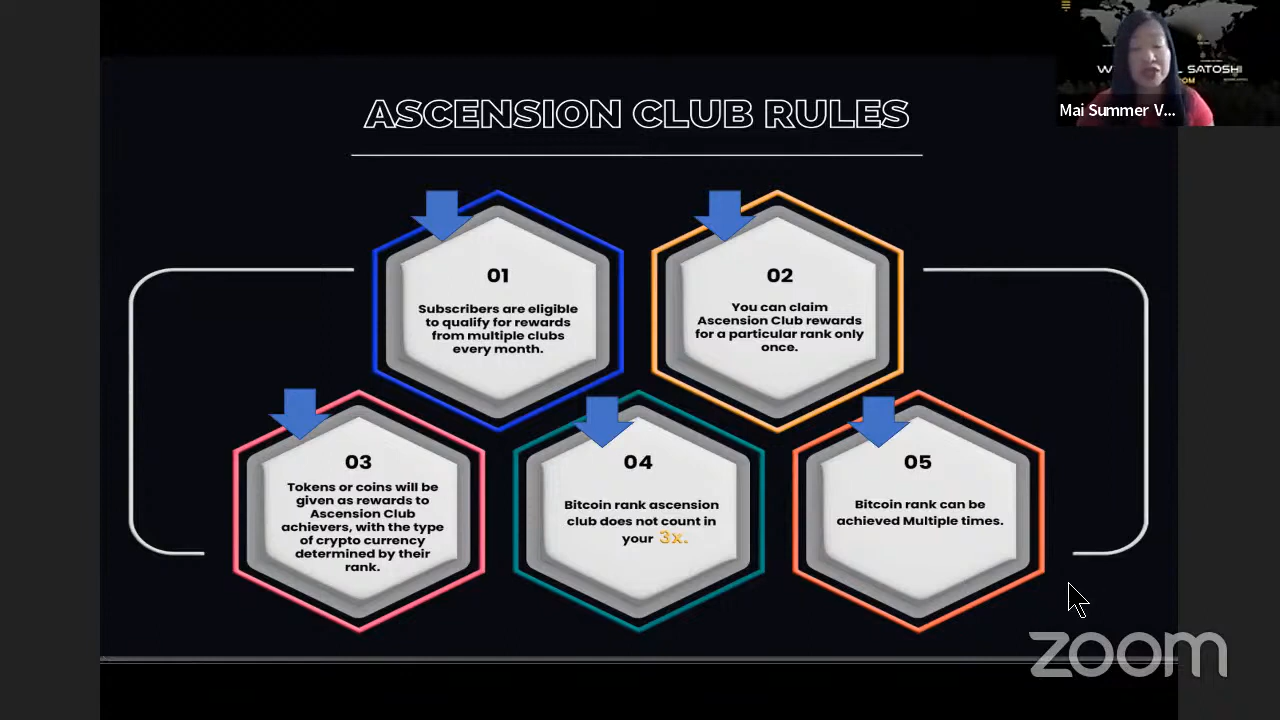 ASCENSION CLUB RULES
SATOSHI
Mai Summer V...
01
Subscribers are eligible
to qualify for rewards
from multiple clubs
every month.
02
You can claim
Ascension Club rewards
for a particular rank only
once.
03
Tokens or coins will be
given as rewards to
Ascension Club
achievers, with the type
of crypto currency
determined by their
rank.
04
Bitcoin rank ascension
club does not count in
your 3x.
05
Bitcoin rank can be
achieved Multiple times.
zoom